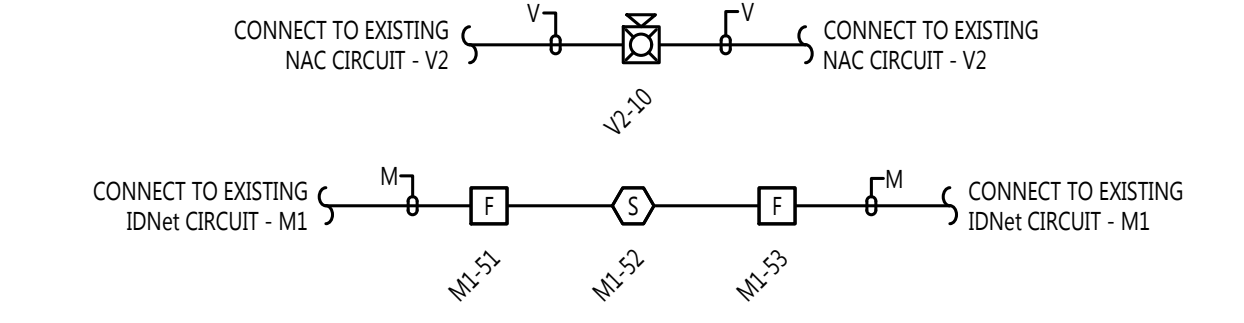 V
V
CONNECT TO EXISTING
NAC CIRCUIT - V2
CONNECT TO EXISTING
NAC CIRCUIT - V2
V2-10
M
M
CONNECT TO EXISTING
IDNet CIRCUIT - M1
F
S
F
CONNECT TO EXISTING
IDNet CIRCUIT - M1
M1-51
M1-52
M1-53